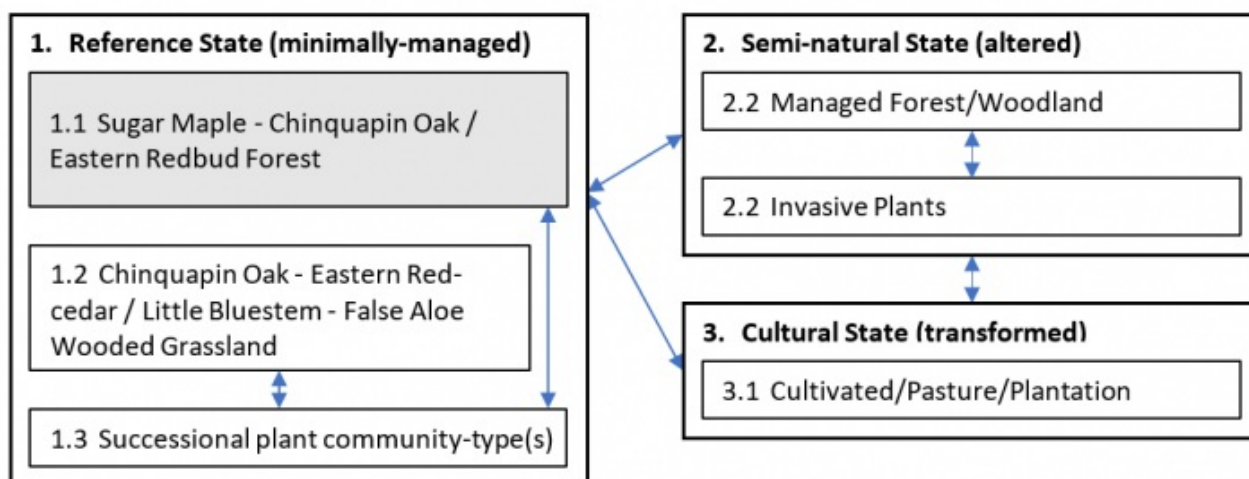 1. Reference State (minimally-managed)
1.1 Sugar Maple - Chinquapin Oak /
Eastern Redbud Forest
1.2 Chinquapin Oak - Eastern Red-
cedar / Little Bluestem - False Aloe
Wooded Grassland
1.3 Successional plant community-type(s)
2. Semi-natural State (altered)
2.2 Managed Forest/Woodland
2.2 Invasive Plants
3. Cultural State (transformed)
3.1 Cultivated/Pasture/Plantation